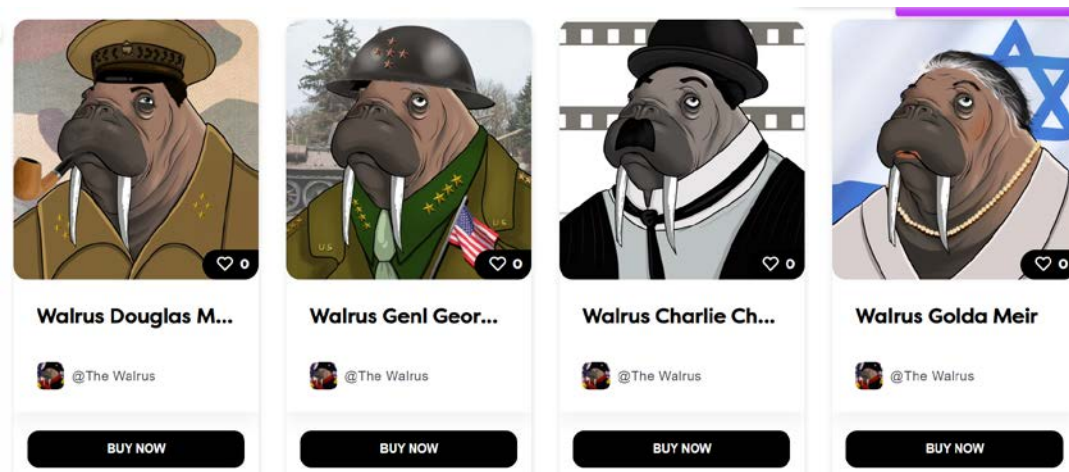 U.S
U.S
0
0
0
0
Walrus Douglas M...
Walrus Genl Geor...
Walrus Charlie Ch...
Walrus Golda Meir
@The Walrus
@The Walrus
@The Walrus
@The Walrus
BUY NOW
BUY NOW
BUY NOW
BUY NOW